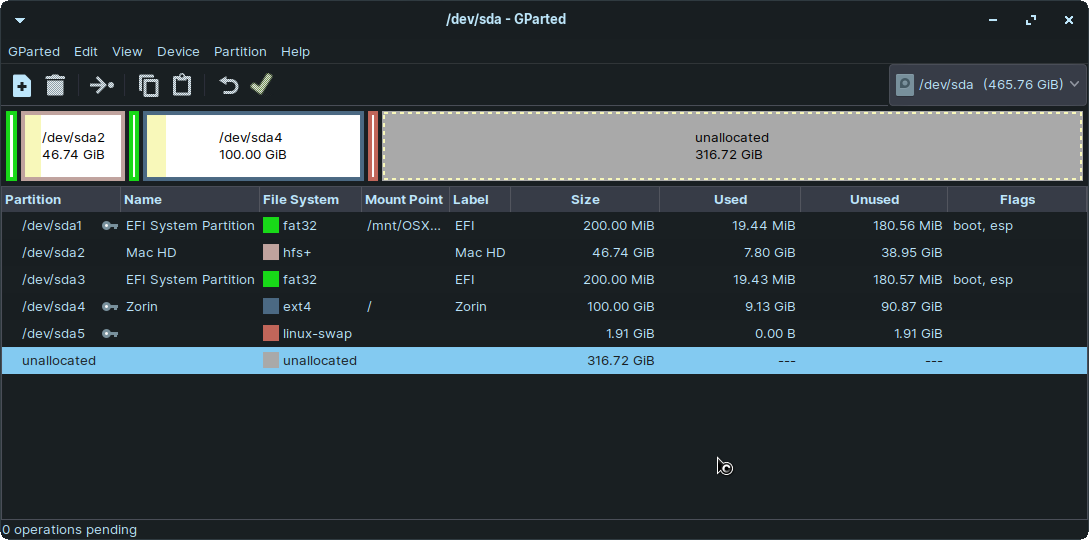 /dev/sda - GParted
GParted Edit View Device Partition Help
/dev/sda (465.76 GiB)
/dev/sda2
46.74 GiB
/dev/sda4
100.00 GiB
unallocated
316.72 GiB
Partition Name File System Mount Point Label Size Used Unused Flags
/dev/sda1 EFI System Partition fat32 /mnt/OSX... EFI 200.00 MiB 19.44 MiB 180.56 MiB boot, esp
/dev/sda2 Mac HD hfs+ Mac HD 46.74 GiB 7.80 GiB 38.95 GiB
/dev/sda3 EFI System Partition fat32 EFI 200.00 MiB 19.43 MiB 180.57 MiB boot, esp
/dev/sda4 Zorin ext4 / Zorin 100.00 GiB 9.13 GiB 90.87 GiB
/dev/sda5 linux-swap 1.91 GiB 0.00 B 1.91 GiB
unallocated unallocated 316.72 GiB --- ---
0 operations pending